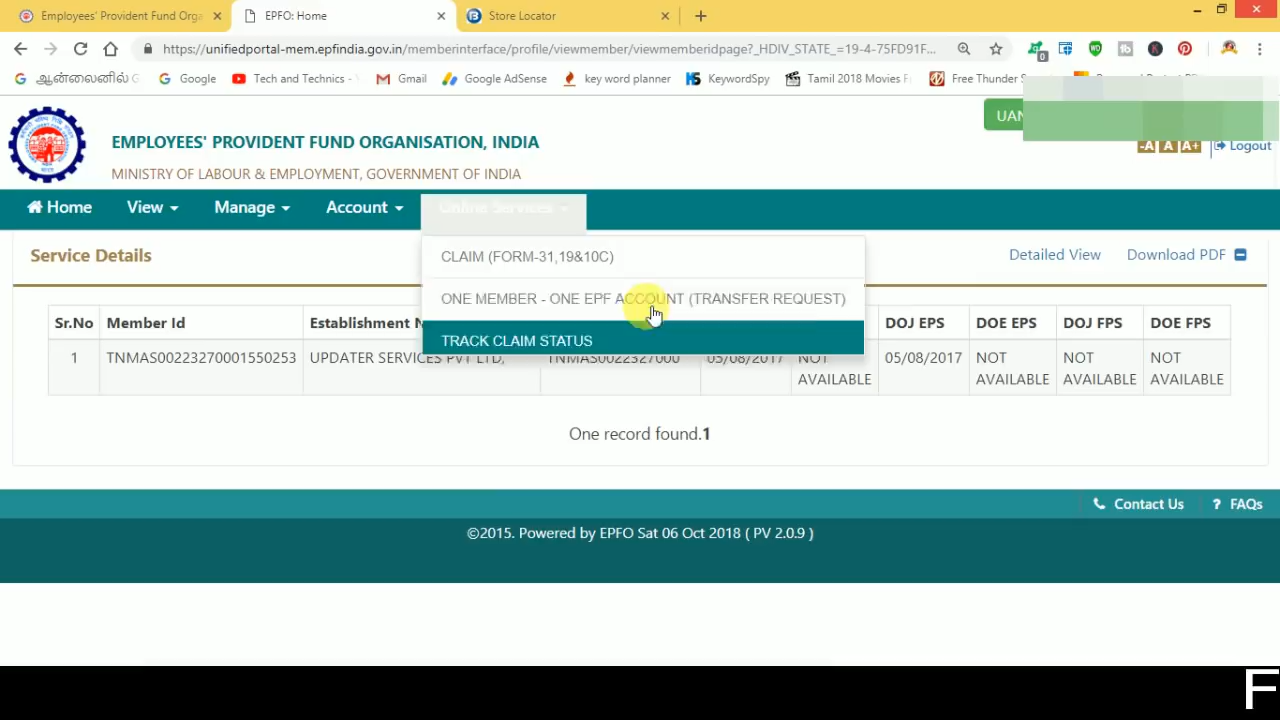 Employees' Provident Fund Orga
EPFO: Home
Store Locator
https://unifiedportal-mem.epfindia.gov.in/memberinterface/profile/viewmember/viewmemberidpage?_HDIV_STATE_=19-4-75FD91F...
ஆன்லைனில்
Google
Tech and Technics -
Gmail
Google AdSense
key word planner
KeywordSpy
Tamil 2018 Movies F
Free Thunder S
UAN
EMPLOYEES' PROVIDENT FUND ORGANISATION, INDIA
MINISTRY OF LABOUR & EMPLOYMENT, GOVERNMENT OF INDIA
-A A A+
Logout
Home View Manage Account Online Services
Service Details
Detailed View Download PDF
CLAIM (FORM-31,19&10C)
ONE MEMBER - ONE EPF ACCOUNT (TRANSFER REQUEST)
TRACK CLAIM STATUS
Sr.No Member Id Establishment N DOJ EPS DOE EPS DOJ FPS DOE FPS
1 TNMAS00223270001550253 UPDATER SERVICES PVT LTD, TNMAS0022327000 05/08/2017 NOT AVAILABLE 05/08/2017 NOT AVAILABLE NOT AVAILABLE NOT AVAILABLE
One record found.1
Contact Us
? FAQs
©2015. Powered by EPFO Sat 06 Oct 2018 ( PV 2.0.9 )
F